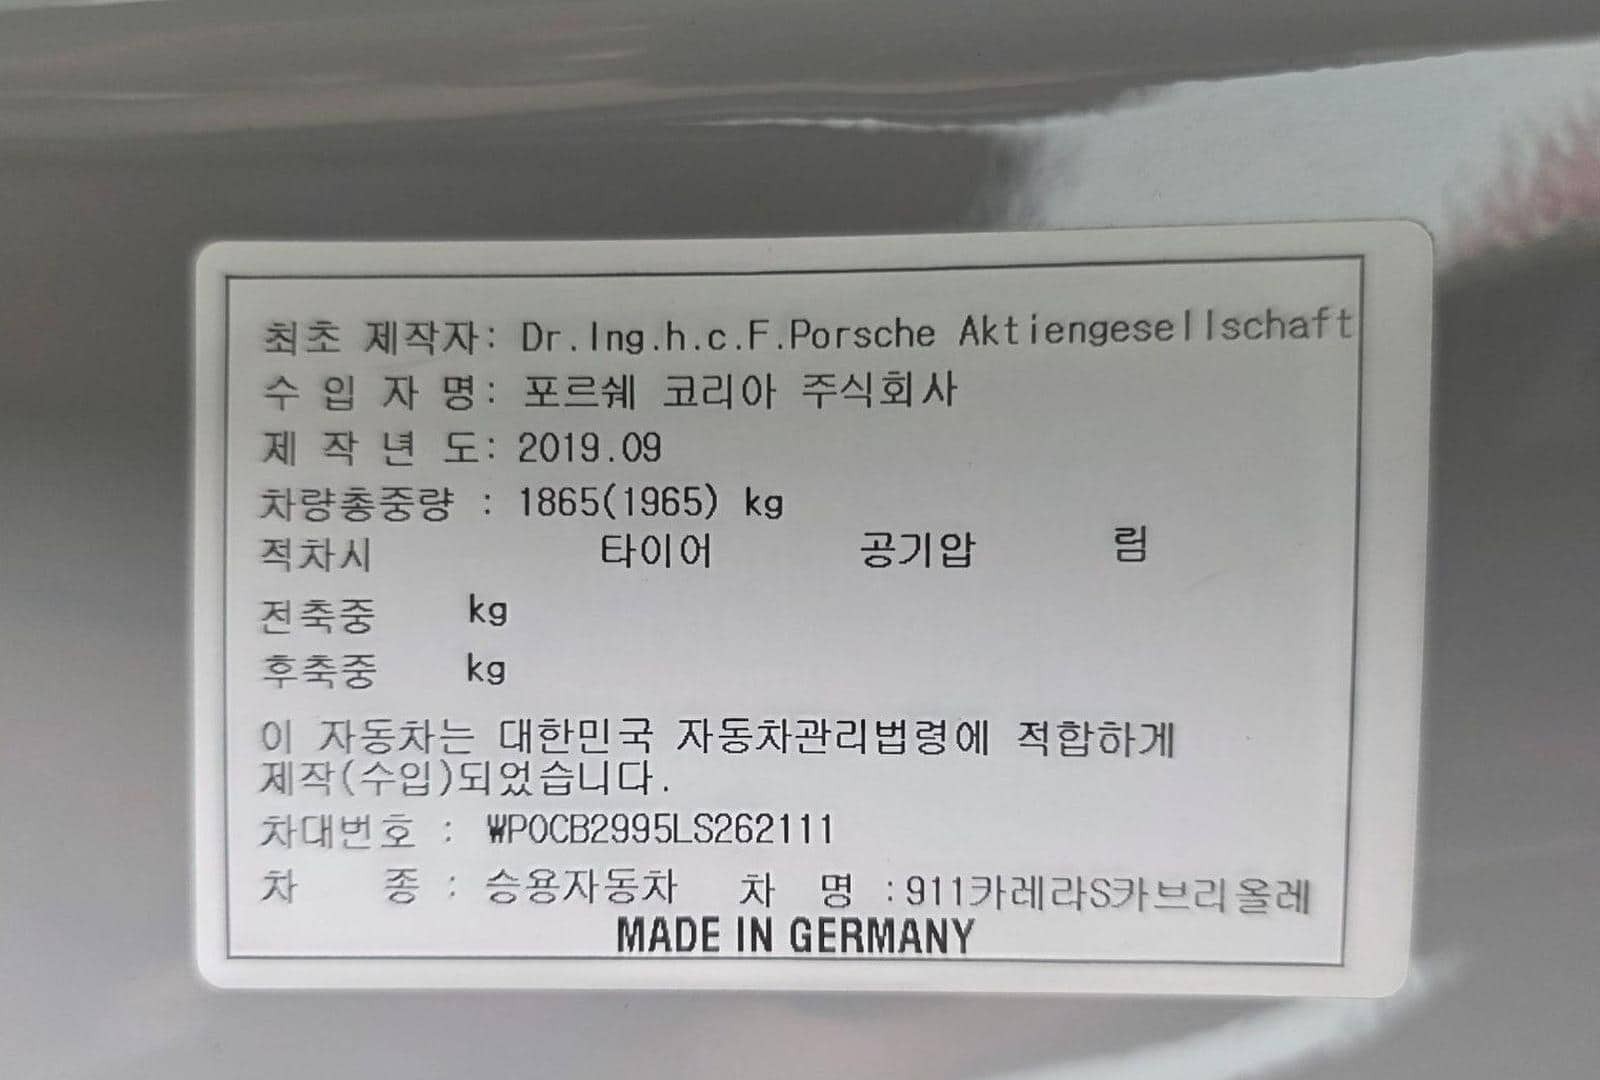 최초 제작자: Dr.Ing.h.c.F.Porsche Aktiengesellschaft
수 입 자 명: 포르쉐 코리아 주식회사
제 작 년 도: 2019.09
차량총중량 : 1865(1965) kg
적차시 타이어 공기압 림
전축중 kg
후축중 kg
이 자동차는 대한민국 자동차관리법령에 적합하게
제작(수입)되었습니다.
차대번호 : WP0CB2995LS262111
차 종 : 승용자동차 차 명 :911카레라S카브리올레
MADE IN GERMANY